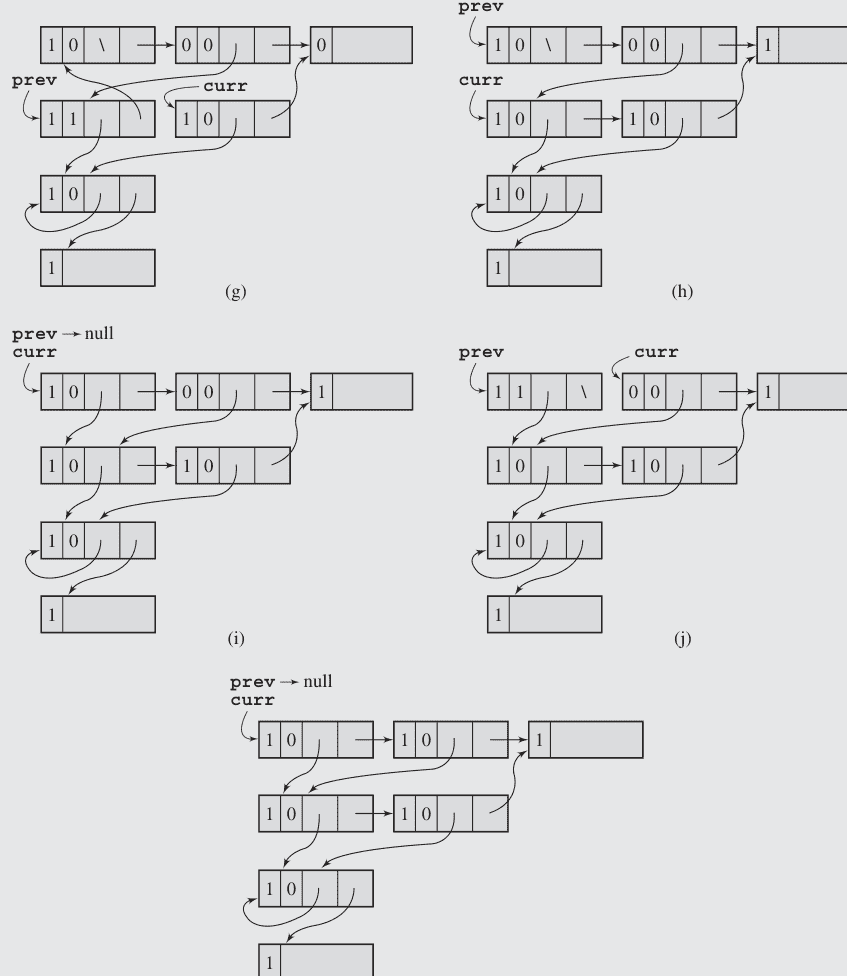 prev
1 0 \ 0 0 0
1 0 \ 0 0 1
prev curr
curr
1 1 1 0
1 0 1 0
1 0
1 0
1
1
(g) (h)
prev → null
curr
prev curr
1 0 0 0 1
1 1 \ 0 0 1
1 0 1 0
1 0 1 0
1 0
1 0
1
1
(i) (j)
prev → null
curr
1 0 1 0 1
1 0 1 0
1 0
1